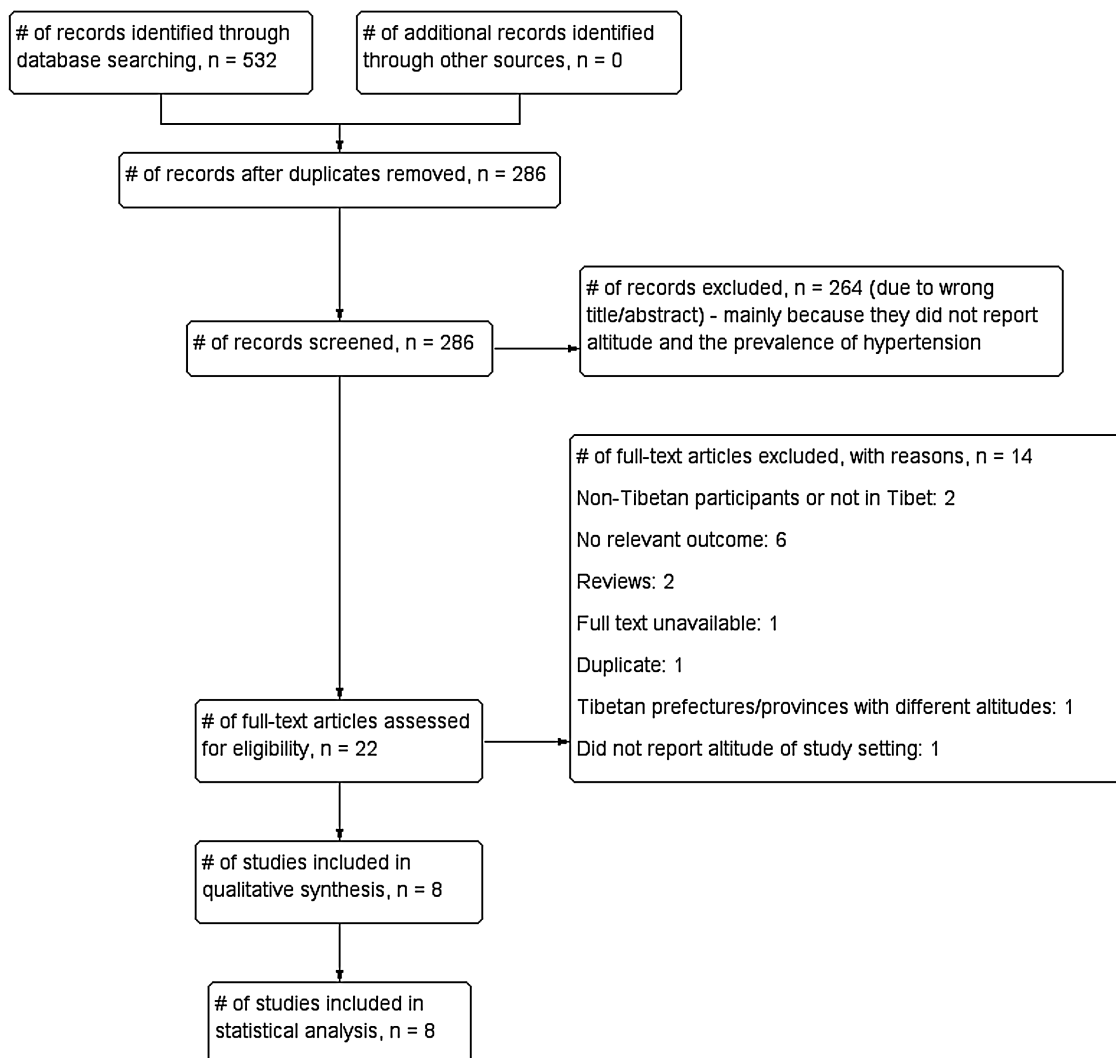 # of records identified through
database searching, n = 532
# of additional records identified
through other sources, n = 0
# of records after duplicates removed, n = 286
# of records screened, n = 286
# of records excluded, n = 264 (due to wrong
title/abstract) - mainly because they did not report
altitude and the prevalence of hypertension
# of full-text articles excluded, with reasons, n = 14
Non-Tibetan participants or not in Tibet: 2
No relevant outcome: 6
Reviews: 2
Full text unavailable: 1
Duplicate: 1
Tibetan prefectures/provinces with different altitudes: 1
Did not report altitude of study setting: 1
# of full-text articles assessed
for eligibility, n = 22
# of studies included in
qualitative synthesis, n = 8
# of studies included in
statistical analysis, n = 8